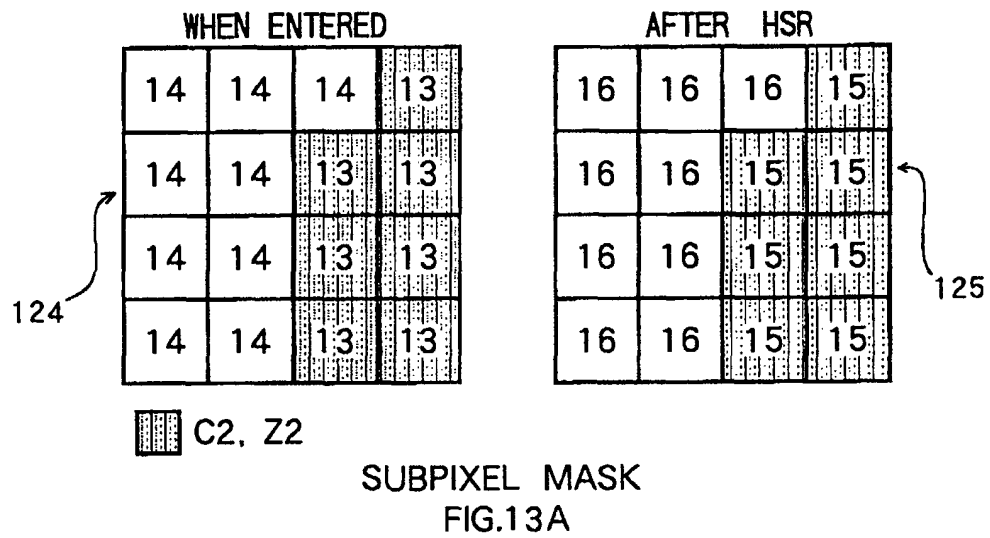 WHEN ENTERED
AFTER HSR
14 14 14 13
16 16 16 15
14 14 13 13
16 16 15 15
14 14 13 13
16 16 15 15
14 14 13 13
16 16 15 15
124
125
C2, Z2
SUBPIXEL MASK
FIG.13A